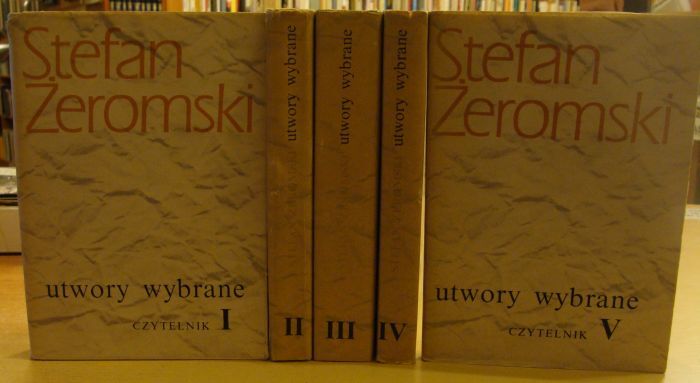 Stefan
Żeromski
utwory wybrane
CZYTELNIK I
utwory wybrane
II
utwory wybrane
III
utwory wybrane
IV
Stefan
Żeromski
utwory wybrane
CZYTELNIK V